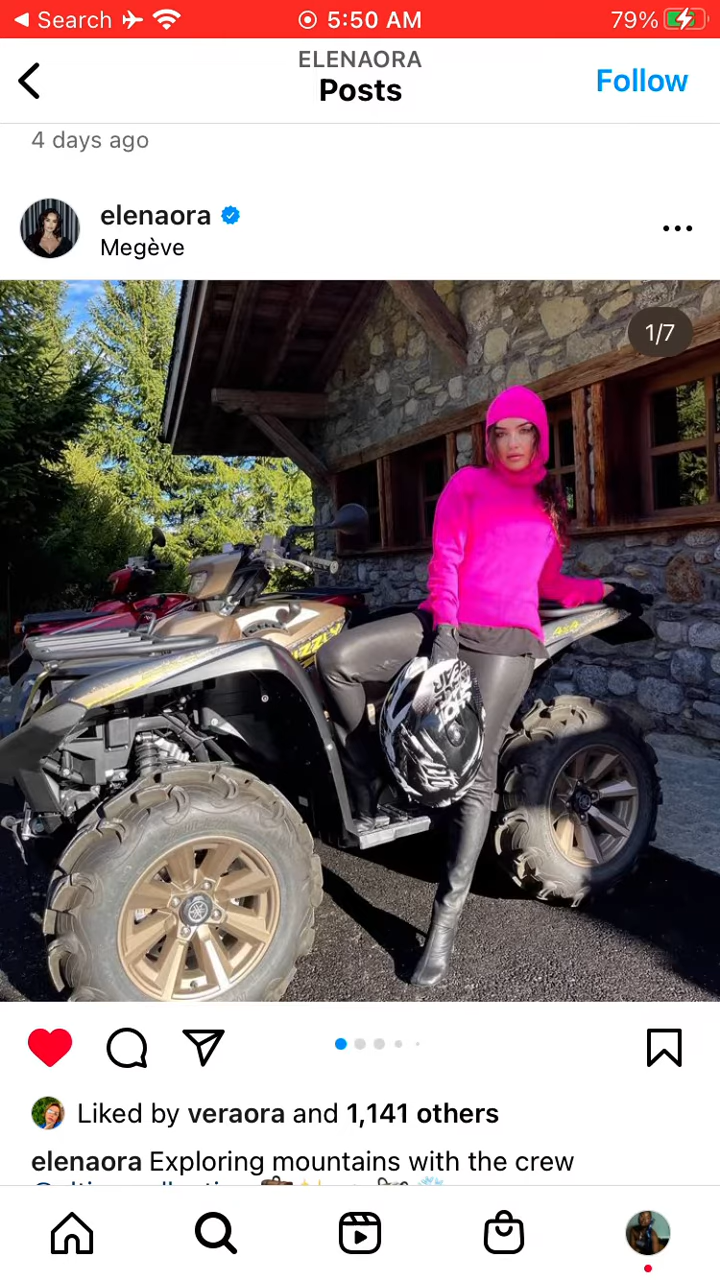 Search
5:50 AM
79%
ELENAORA
Posts
Follow
4 days ago
elenaora
Megève
1/7
Liked by veraora and 1,141 others
elenaora Exploring mountains with the crew